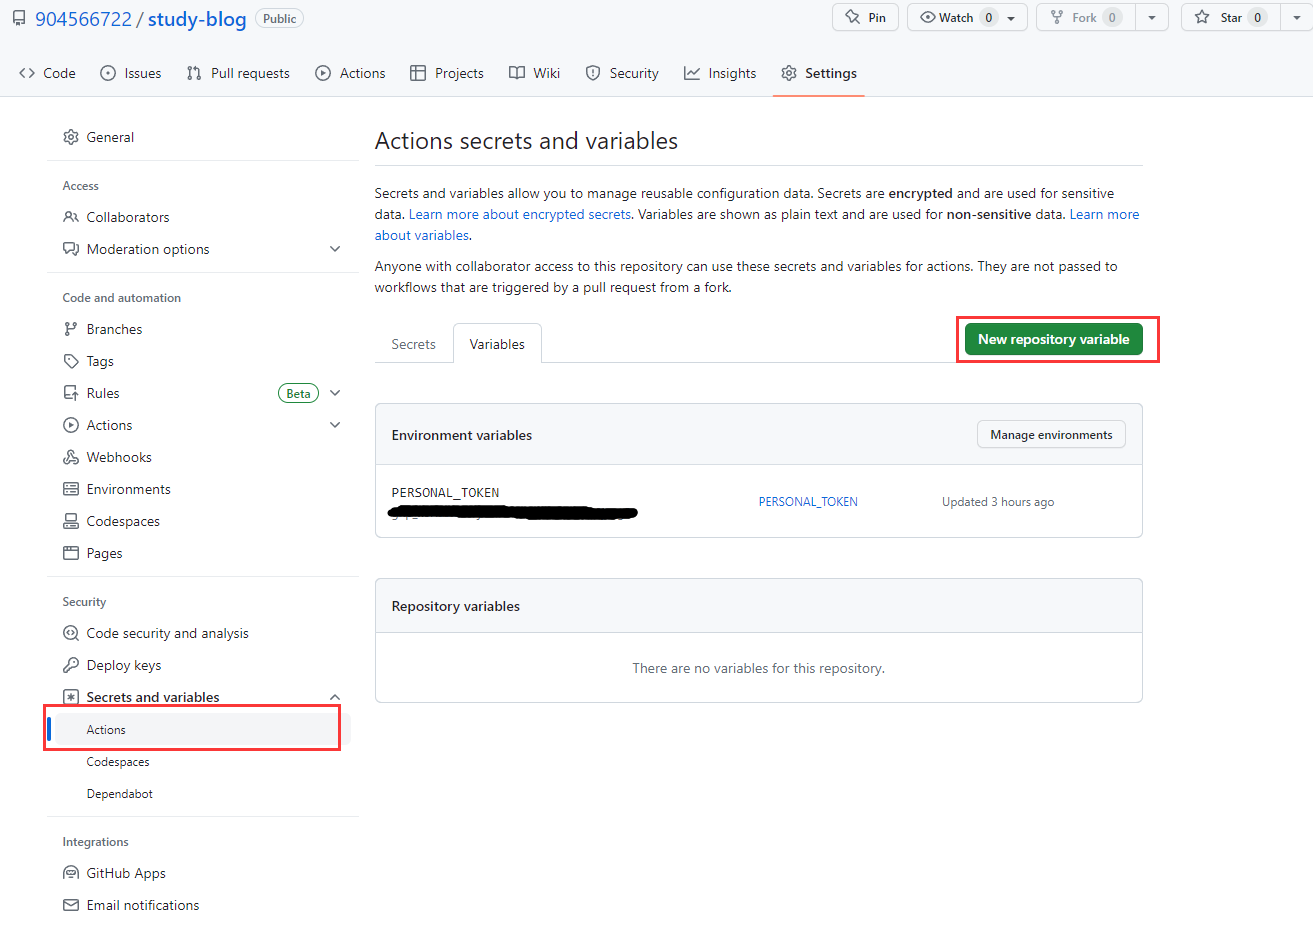 904566722 / study-blog Public
Pin
Watch 0
Fork 0
Star 0
Code
Issues
Pull requests
Actions
Projects
Wiki
Security
Insights
Settings
General
Access
Collaborators
Moderation options
Code and automation
Branches
Tags
Rules Beta
Actions
Webhooks
Environments
Codespaces
Pages
Security
Code security and analysis
Deploy keys
Secrets and variables
Actions
Codespaces
Dependabot
Integrations
GitHub Apps
Email notifications
Actions secrets and variables
Secrets and variables allow you to manage reusable configuration data. Secrets are encrypted and are used for sensitive
data. Learn more about encrypted secrets. Variables are shown as plain text and are used for non-sensitive data. Learn more
about variables.
Anyone with collaborator access to this repository can use these secrets and variables for actions. They are not passed to
workflows that are triggered by a pull request from a fork.
Secrets
Variables
New repository variable
Environment variables
Manage environments
PERSONAL_TOKEN
PERSONAL_TOKEN
Updated 3 hours ago
Repository variables
There are no variables for this repository.